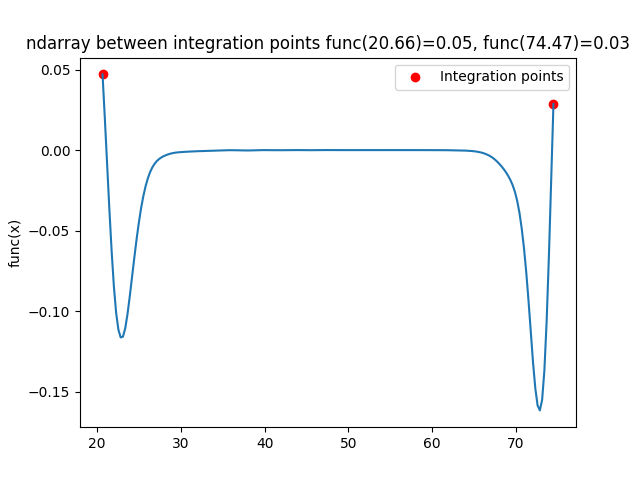 ndarray between integration points func(20.66)=0.05, func(74.47)=0.03
Integration points
func(x)
0.05
0.00
−0.05
−0.10
−0.15
20 30 40 50 60 70